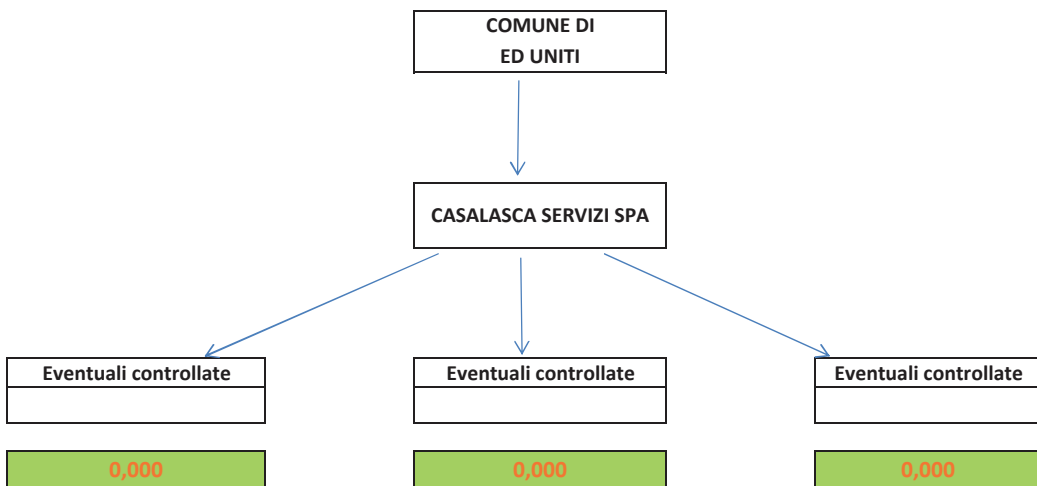 COMUNE DI
ED UNITI
CASALASCA SERVIZI SPA
Eventuali controllate
Eventuali controllate
Eventuali controllate
0,000
0,000
0,000